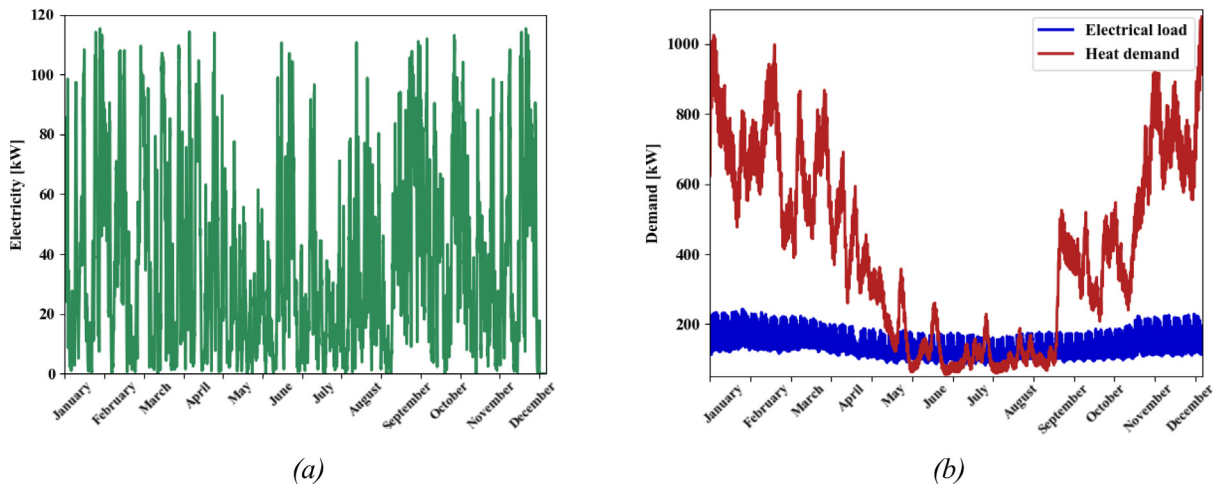 120
100
80
60
40
20
0
Electricity [kW]
January
February
March
April
May
June
July
August
September
October
November
December
(a)
1000
800
600
400
200
Demand [kW]
Electrical load
Heat demand
January
February
March
April
May
June
July
August
September
October
November
December
(b)